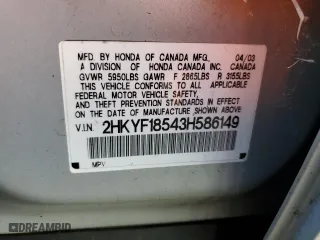 MFD. BY HONDA OF CANADA MFG. 04/03
A DIVISION OF HONDA CANADA INC. CANADA
GVWR 5950LBS GAWR F 2865LBS R 3155LBS
THIS VEHICLE CONFORMS TO ALL APPLICABLE
FEDERAL MOTOR VEHICLE SAFETY,
AND THEFT PREVENTION STANDARDS IN EFFECT
ON THE DATE OF MANUFACTURE SHOWN ABOVE.
V.I.N. 2HKYF18543H586149
MPV
DREAMBID